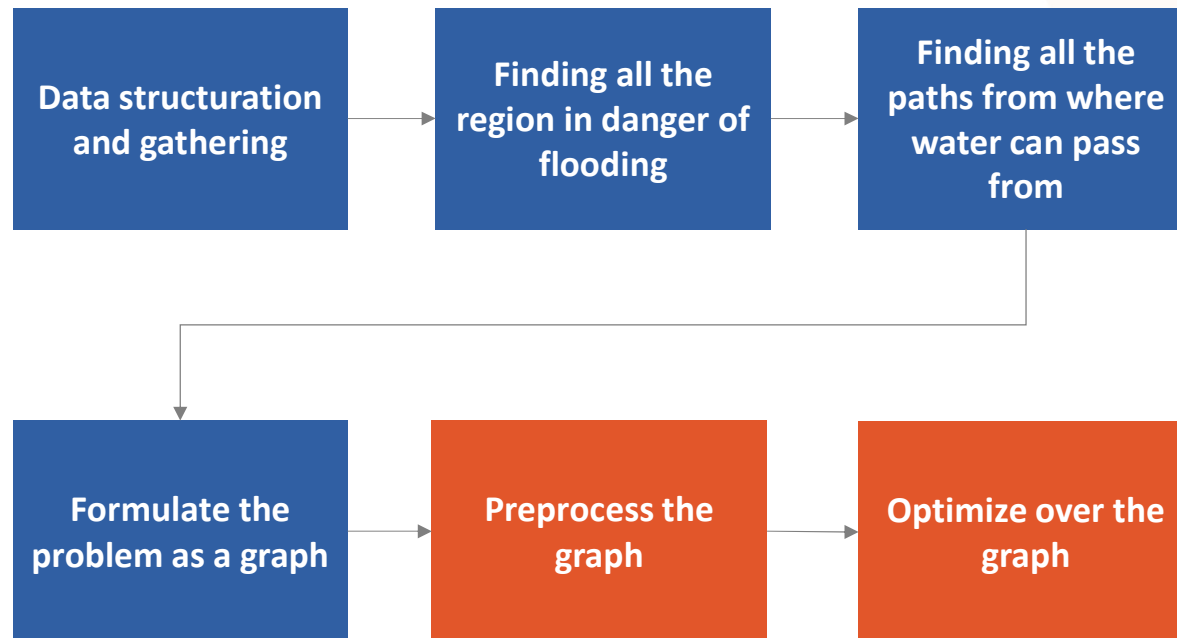 Data structuration
and gathering
Finding all the
region in danger of
flooding
Finding all the
paths from where
water can pass
from
Formulate the
problem as a graph
Preprocess the
graph
Optimize over the
graph